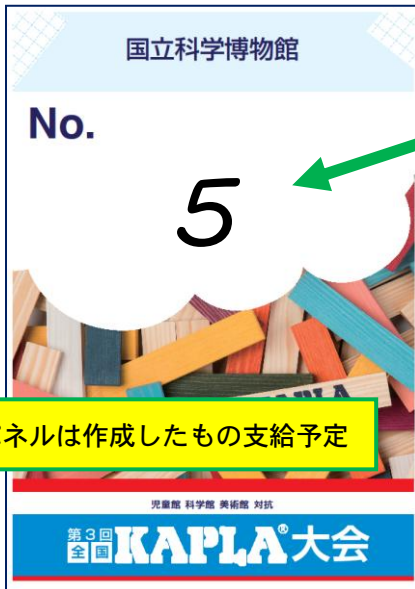 国立科学博物館
No.
5
KAPLA
ネルは作成したもの支給予定
児童館 科学館 美術館 対抗
第3回
全国 KAPLA®大会